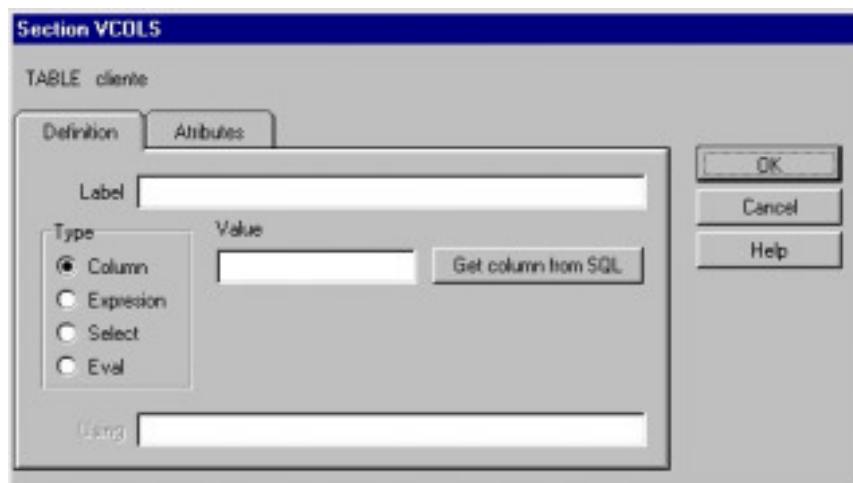 Section VCOLS
TABLE cliente
Definition Atributes
OK
Label
Cancel
Type Value
Help
Column Get column from SQL
Expresion
Select
Eval
Using